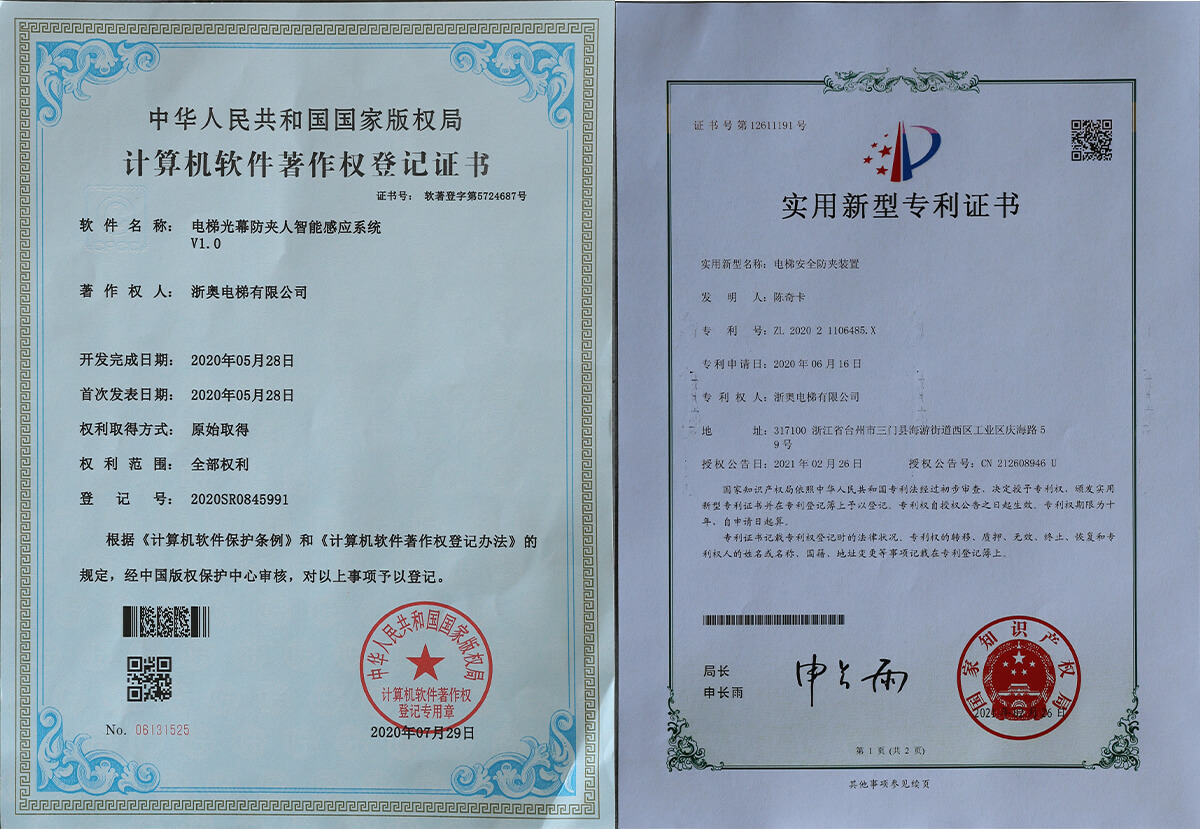 中华人民共和国国家版权局
计算机软件著作权登记证书
证书号： 软著登字第5724687号
软件名称： 电梯光幕防夹人智能感应系统
V1.0
著作权人： 浙奥电梯有限公司
开发完成日期： 2020年05月28日
首次发表日期： 2020年05月28日
权利取得方式： 原始取得
权利范围： 全部权利
登记号： 2020SR0845991
根据《计算机软件保护条例》和《计算机软件著作权登记办法》的
规定，经中国版权保护中心审核，对以上事项予以登记。
中华人民共和国国家版权局
计算机软件著作权
登记专用章
No. 06131525
2020年07月29日
证书号第12611191号
实用新型专利证书
实用新型名称：电梯安全防夹装置
发明人：陈奇卡
专利号：ZL 2020 2 1106485.X
专利申请日：2020年06月16日
专利权人：浙奥电梯有限公司
地址：317100 浙江省台州市三门县海游街道西区工业区庆海路5
9号
授权公告日：2021年02月26日 授权公告号：CN 212608946 U
国家知识产权局依照中华人民共和国专利法经过初步审查，决定授予专利权，颁发实用
新型专利证书并在专利登记簿上予以登记。专利权自授权公告之日起生效。专利权期限为十
年，自申请日起算。
专利证书记载专利权登记时的法律状况。专利权的转移、质押、无效、终止、恢复和专
利权人的姓名或名称、国籍、地址变更等事项记载在专利登记簿上。
局长
申长雨
申长雨
国家知识产权局
第1页（共2页）
其他事项参见续页